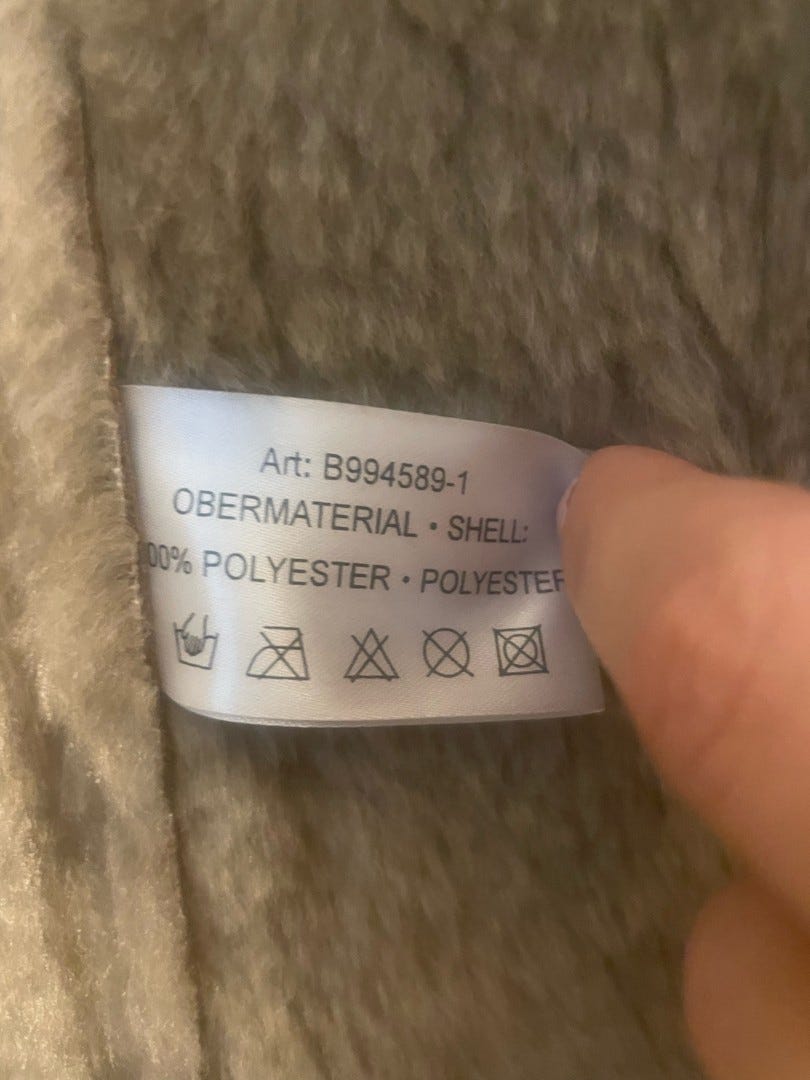 Art: B994589-1
OBERMATERIAL • SHELL:
00% POLYESTER • POLYESTER